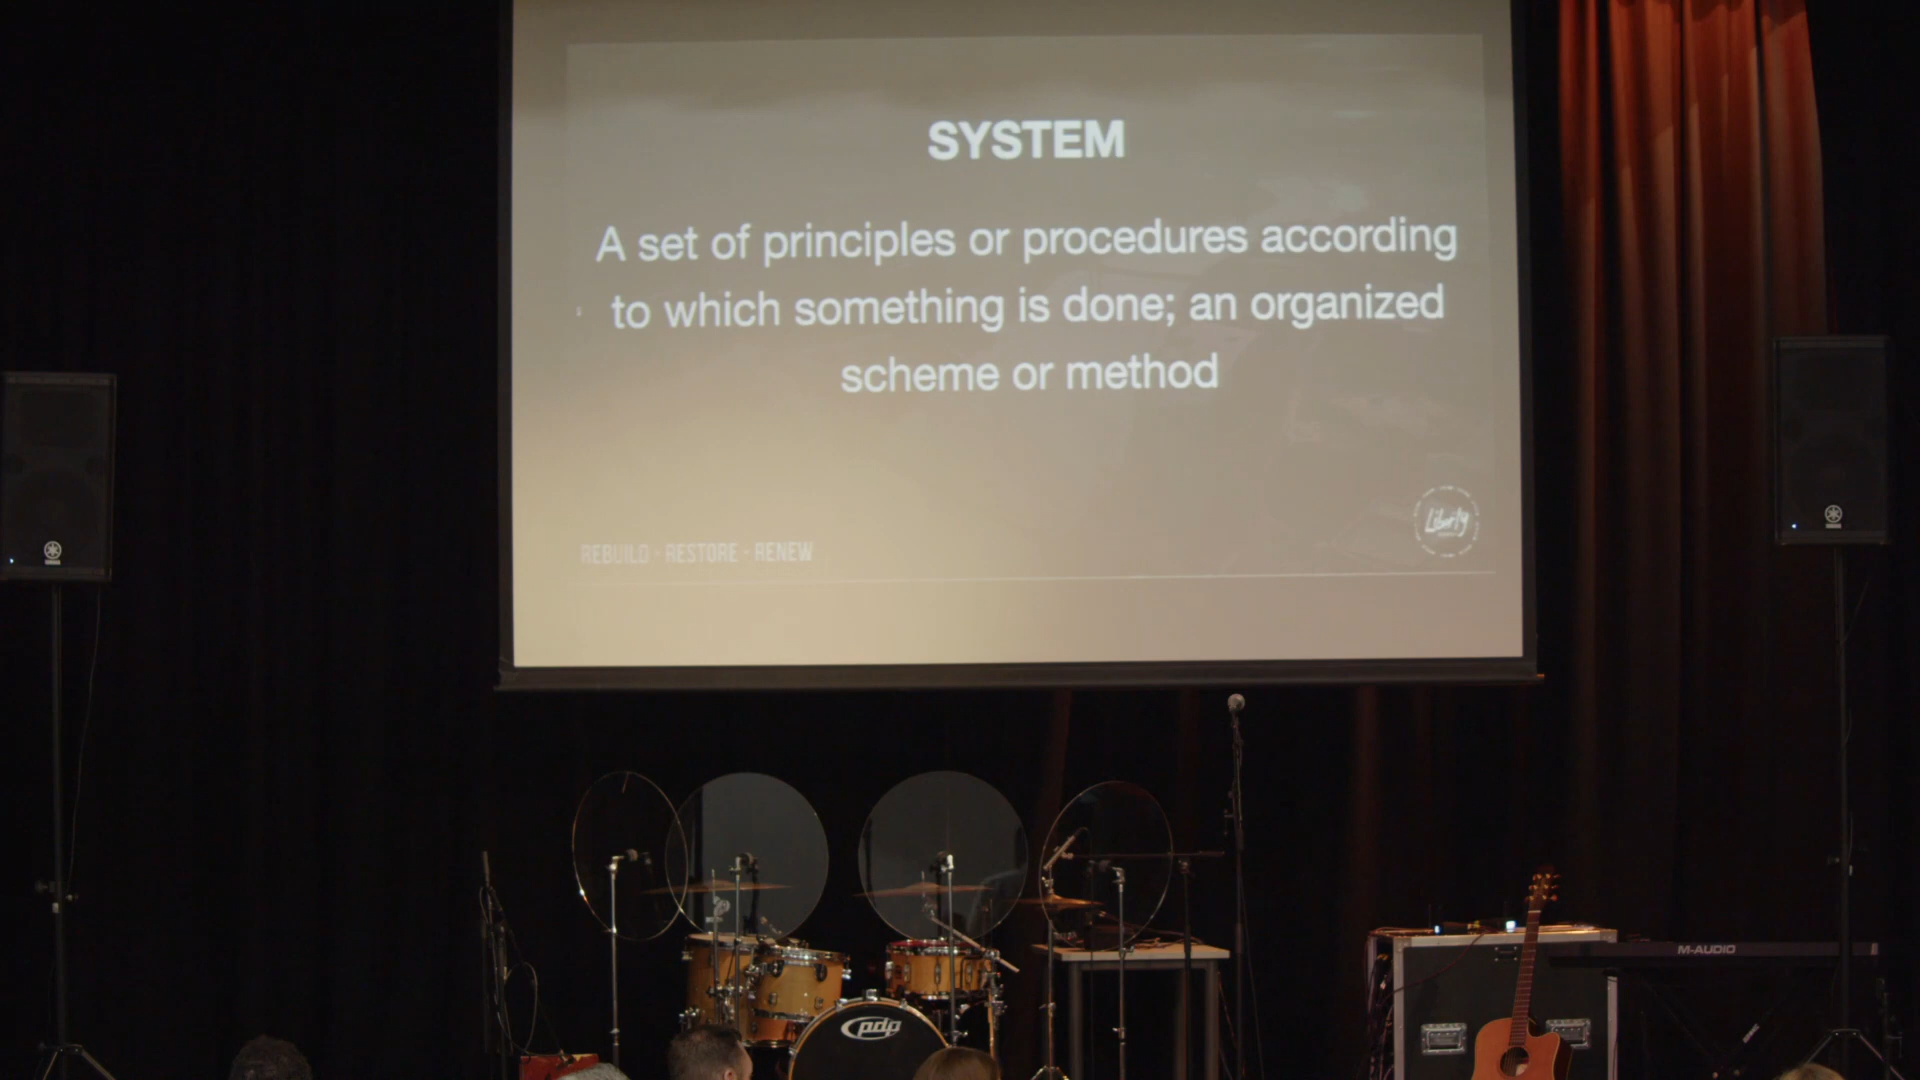 SYSTEM
A set of principles or procedures according
to which something is done; an organized
scheme or method
REBUILD - RESTORE - RENEW
Liberty
pdp
M-AUDIO